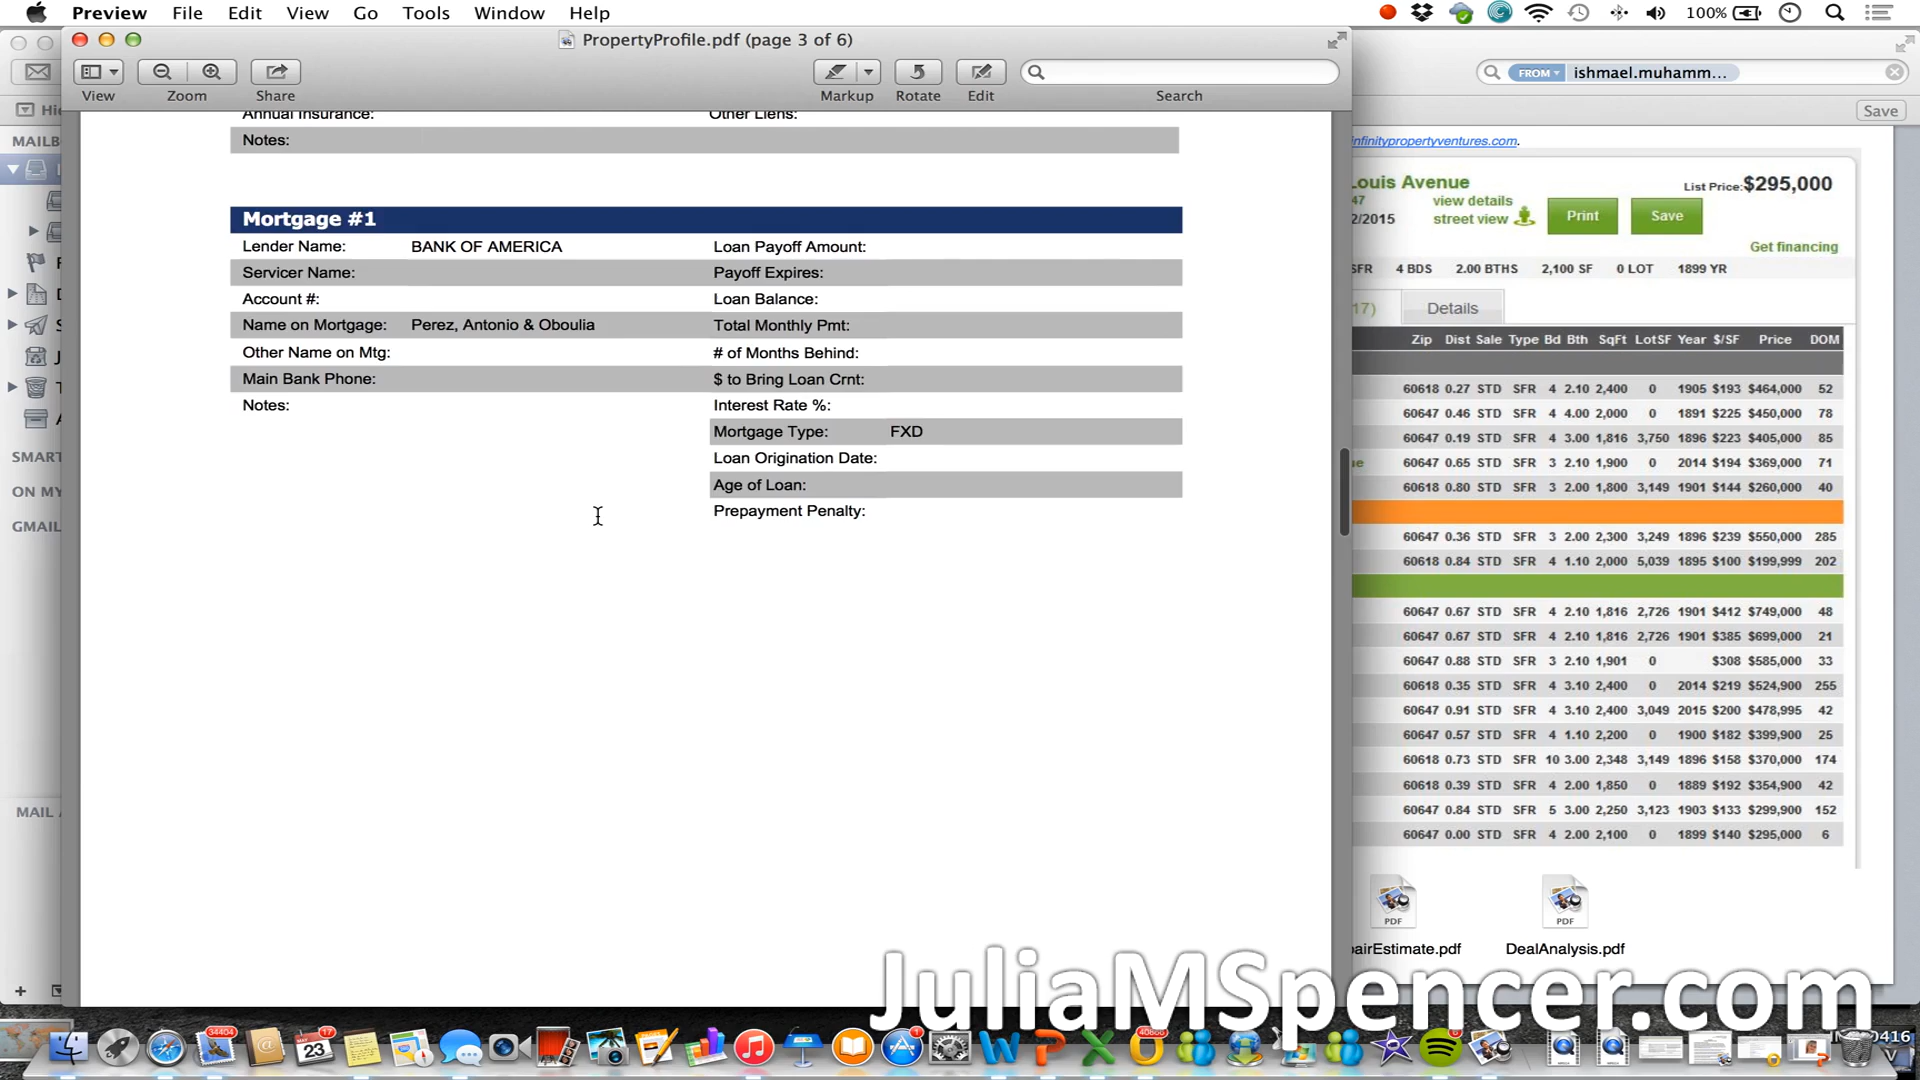 Preview File Edit View Go Tools Window Help
100%
PropertyProfile.pdf (page 3 of 6)
View Zoom Share Markup Rotate Edit Search
FROM ishmael.muhamm...
Save
MAILB
SMART
ON MY
GMAIL
MAIL
Annual Insurance: Other Liens:
Notes:
Mortgage #1
Lender Name: BANK OF AMERICA Loan Payoff Amount:
Servicer Name: Payoff Expires:
Account #: Loan Balance:
Name on Mortgage: Perez, Antonio & Oboulia Total Monthly Pmt:
Other Name on Mtg: # of Months Behind:
Main Bank Phone: $ to Bring Loan Crnt:
Notes: Interest Rate %:
Mortgage Type: FXD
Loan Origination Date:
Age of Loan:
Prepayment Penalty:
infinitypropertyventures.com.
Louis Avenue List Price:$295,000
47 view details
2/2015 street view Print Save
Get financing
SFR 4 BDS 2.00 BTHS 2,100 SF 0 LOT 1899 YR
17) Details
Zip Dist Sale Type Bd Bth SqFt LotSF Year $/SF Price DOM
60618 0.27 STD SFR 4 2.10 2,400 0 1905 $193 $464,000 52
60647 0.46 STD SFR 4 4.00 2,000 0 1891 $225 $450,000 78
60647 0.19 STD SFR 4 3.00 1,816 3,750 1896 $223 $405,000 85
ue 60647 0.65 STD SFR 3 2.10 1,900 0 2014 $194 $369,000 71
60618 0.80 STD SFR 3 2.00 1,800 3,149 1901 $144 $260,000 40
60647 0.36 STD SFR 3 2.00 2,300 3,249 1896 $239 $550,000 285
60647 0.84 STD SFR 4 1.10 2,000 5,039 1895 $100 $199,999 202
60647 0.67 STD SFR 4 2.10 1,816 2,726 1901 $412 $749,000 48
60647 0.67 STD SFR 4 2.10 1,816 2,726 1901 $385 $699,000 21
60647 0.88 STD SFR 3 2.10 1,901 0 $308 $585,000 33
60618 0.35 STD SFR 4 3.10 2,400 0 2014 $219 $524,900 255
60647 0.91 STD SFR 4 3.10 2,400 3,049 2015 $200 $478,995 42
60647 0.57 STD SFR 4 1.10 2,200 0 1900 $182 $399,900 25
60618 0.73 STD SFR 10 3.00 2,348 3,149 1896 $158 $370,000 174
60618 0.39 STD SFR 4 2.00 1,850 0 1889 $192 $354,900 42
60647 0.84 STD SFR 5 3.00 2,250 3,123 1903 $133 $299,900 152
60647 0.00 STD SFR 4 2.00 2,100 0 1899 $140 $295,000 6
PDF PDF
pairEstimate.pdf DealAnalysis.pdf
JuliaMSpencer.com
34404 17 23 1 40666
0416